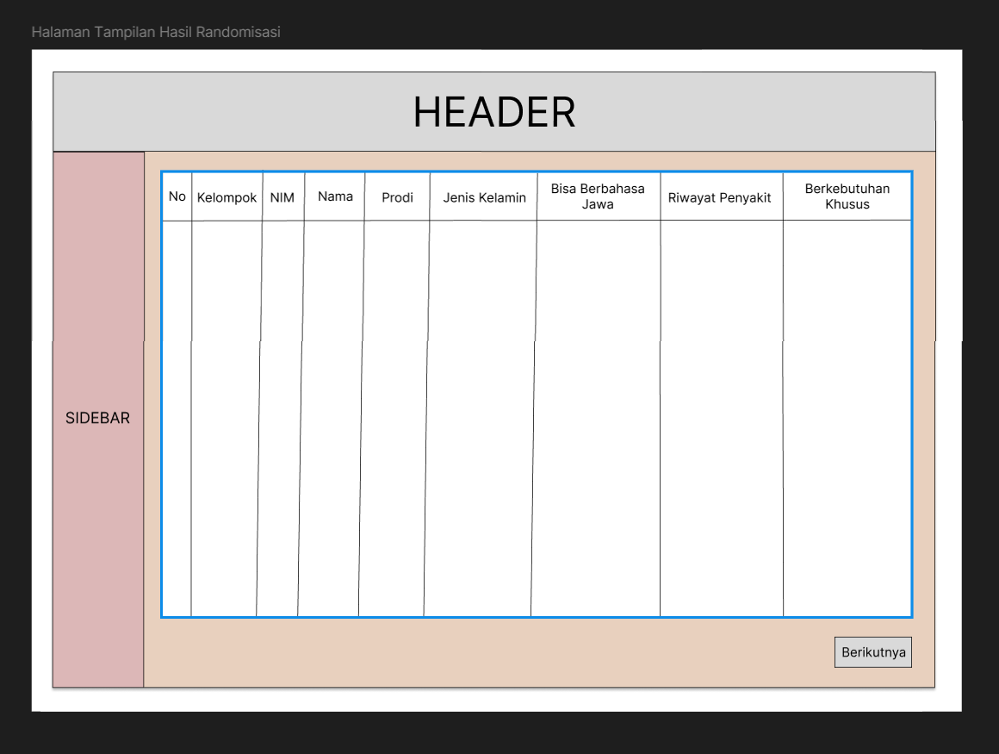 Halaman Tampilan Hasil Randomisasi
HEADER
No
Kelompok
NIM
Nama
Prodi
Jenis Kelamin
Bisa Berbahasa
Jawa
Riwayat Penyakit
Berkebutuhan
Khusus
SIDEBAR
Berikutnya